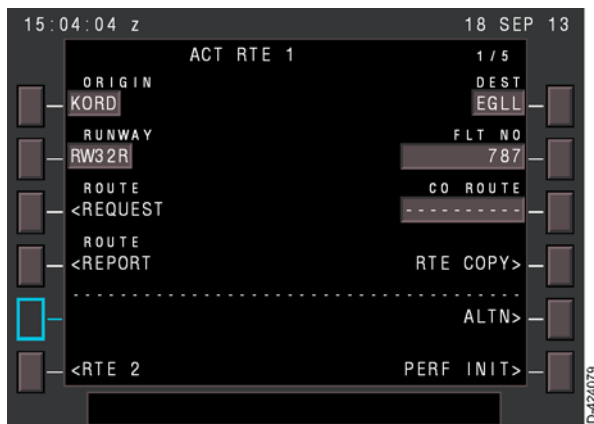 15:04:04 z 18 SEP 13
ACT RTE 1 1/5
ORIGIN DEST
KORD EGLL
RUNWAY FLT NO
RW32R 787
ROUTE CO ROUTE
<REQUEST ----------
ROUTE
<REPORT RTE COPY>
ALTN>
<RTE 2 PERF INIT>
D-424079